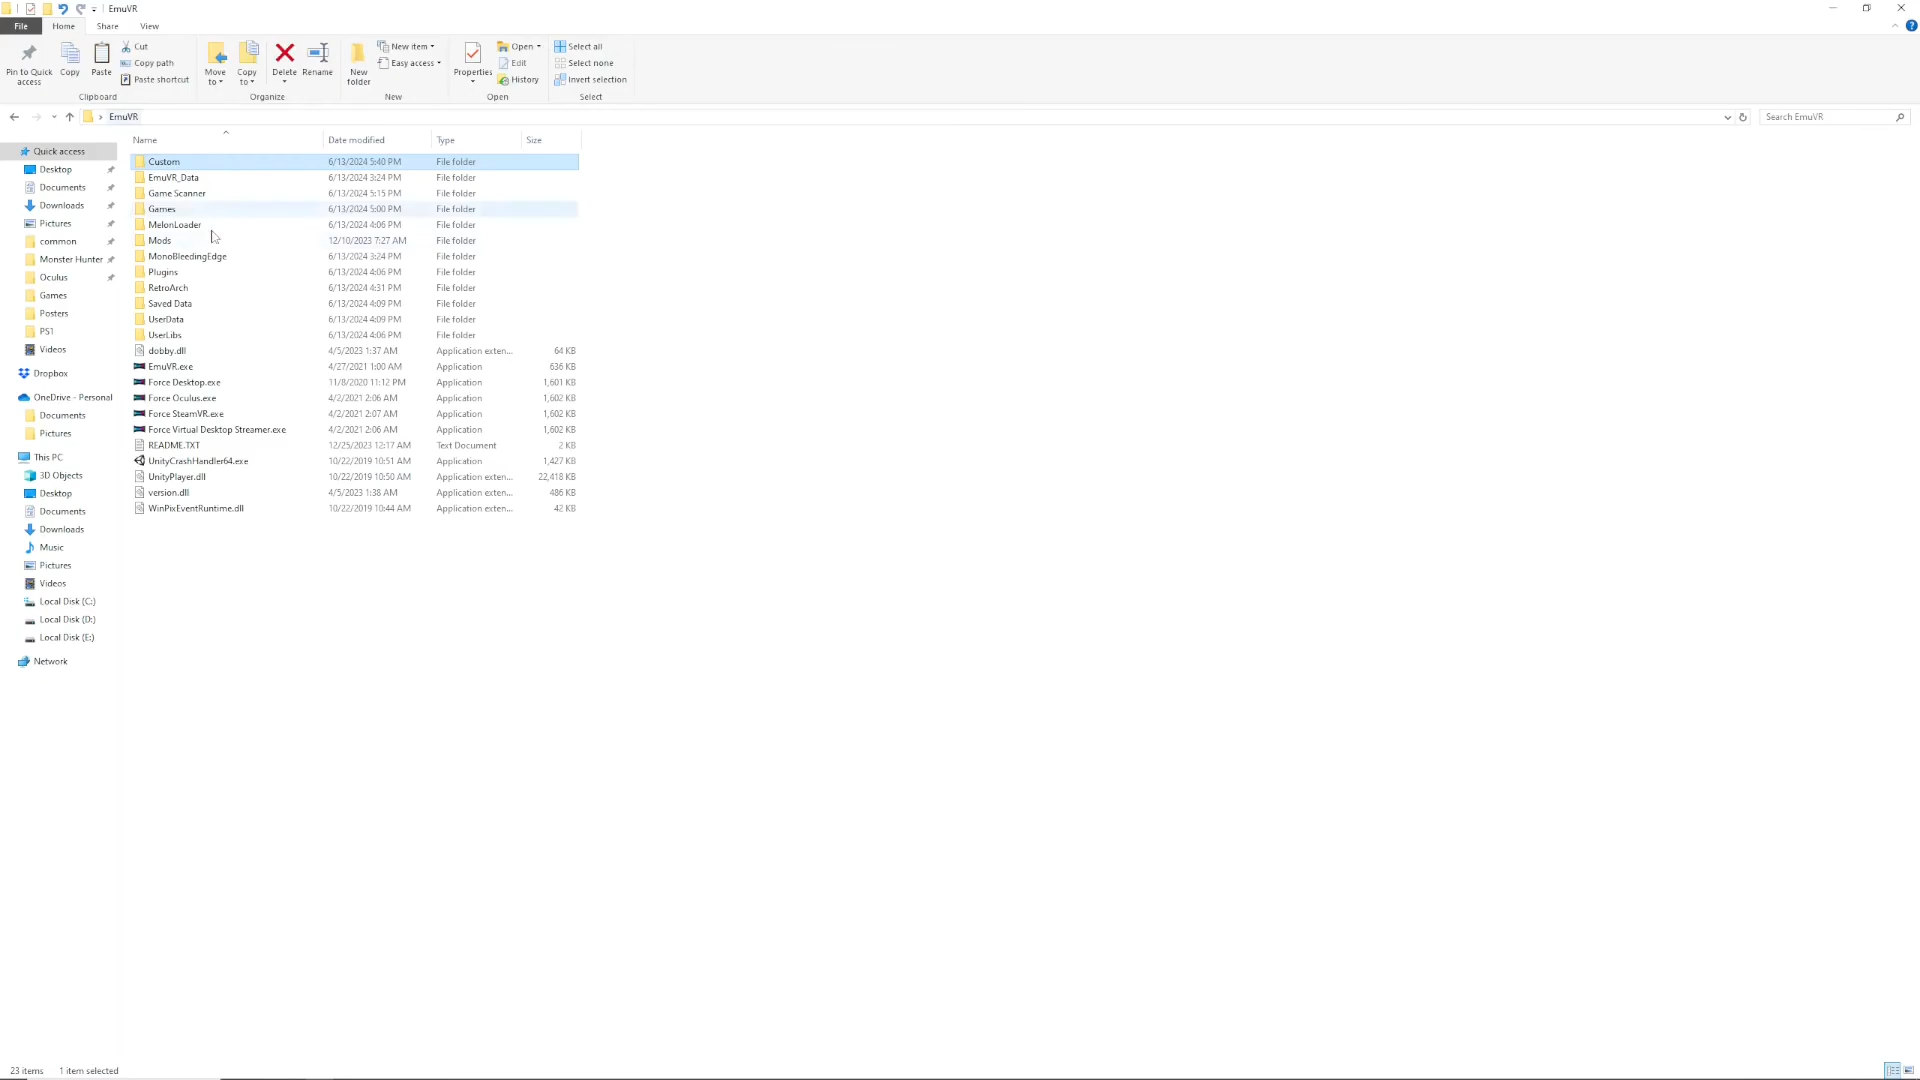 EmuVR
File Home Share View
Pin to Quick access
Copy
Paste
Cut
Copy path
Paste shortcut
Clipboard
Move to
Copy to
Delete
Rename
Organize
New folder
New item
Easy access
New
Properties
Open
Edit
History
Open
Select all
Select none
Invert selection
Select
EmuVR
Search EmuVR
Quick access
Desktop
Documents
Downloads
Pictures
common
Monster Hunter
Oculus
Games
Posters
PS1
Videos
Dropbox
OneDrive - Personal
Documents
Pictures
This PC
3D Objects
Desktop
Documents
Downloads
Music
Pictures
Videos
Local Disk (C:)
Local Disk (D:)
Local Disk (E:)
Network
Name Date modified Type Size
Custom 6/13/2024 5:40 PM File folder
EmuVR_Data 6/13/2024 3:24 PM File folder
Game Scanner 6/13/2024 5:15 PM File folder
Games 6/13/2024 5:00 PM File folder
MelonLoader 6/13/2024 4:06 PM File folder
Mods 12/10/2023 7:27 AM File folder
MonoBleedingEdge 6/13/2024 3:24 PM File folder
Plugins 6/13/2024 4:06 PM File folder
RetroArch 6/13/2024 4:31 PM File folder
Saved Data 6/13/2024 4:09 PM File folder
UserData 6/13/2024 4:09 PM File folder
UserLibs 6/13/2024 4:06 PM File folder
dobby.dll 4/5/2023 1:37 AM Application exten... 64 KB
EmuVR.exe 4/27/2021 1:00 AM Application 636 KB
Force Desktop.exe 11/8/2020 11:12 PM Application 1,601 KB
Force Oculus.exe 4/2/2021 2:06 AM Application 1,602 KB
Force SteamVR.exe 4/2/2021 2:07 AM Application 1,602 KB
Force Virtual Desktop Streamer.exe 4/2/2021 2:06 AM Application 1,602 KB
README.TXT 12/25/2023 12:17 AM Text Document 2 KB
UnityCrashHandler64.exe 10/22/2019 10:51 AM Application 1,427 KB
UnityPlayer.dll 10/22/2019 10:50 AM Application exten... 22,418 KB
version.dll 4/5/2023 1:38 AM Application exten... 486 KB
WinPixEventRuntime.dll 10/22/2019 10:44 AM Application exten... 42 KB
23 items 1 item selected